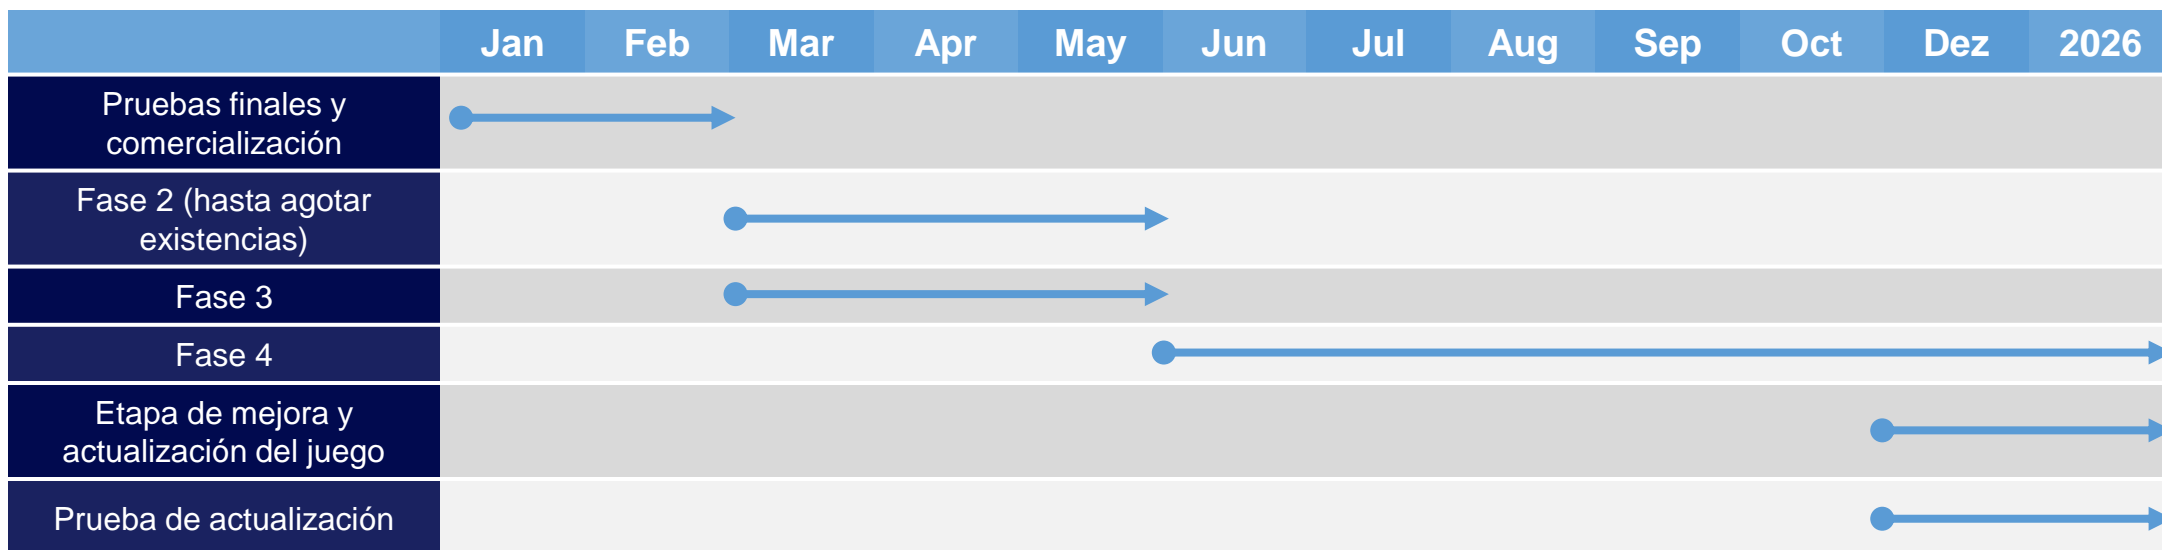 Jan Feb Mar Apr May Jun Jul Aug Sep Oct Dez 2026
Pruebas finales y
comercialización
Fase 2 (hasta agotar
existencias)
Fase 3
Fase 4
Etapa de mejora y
actualización del juego
Prueba de actualización